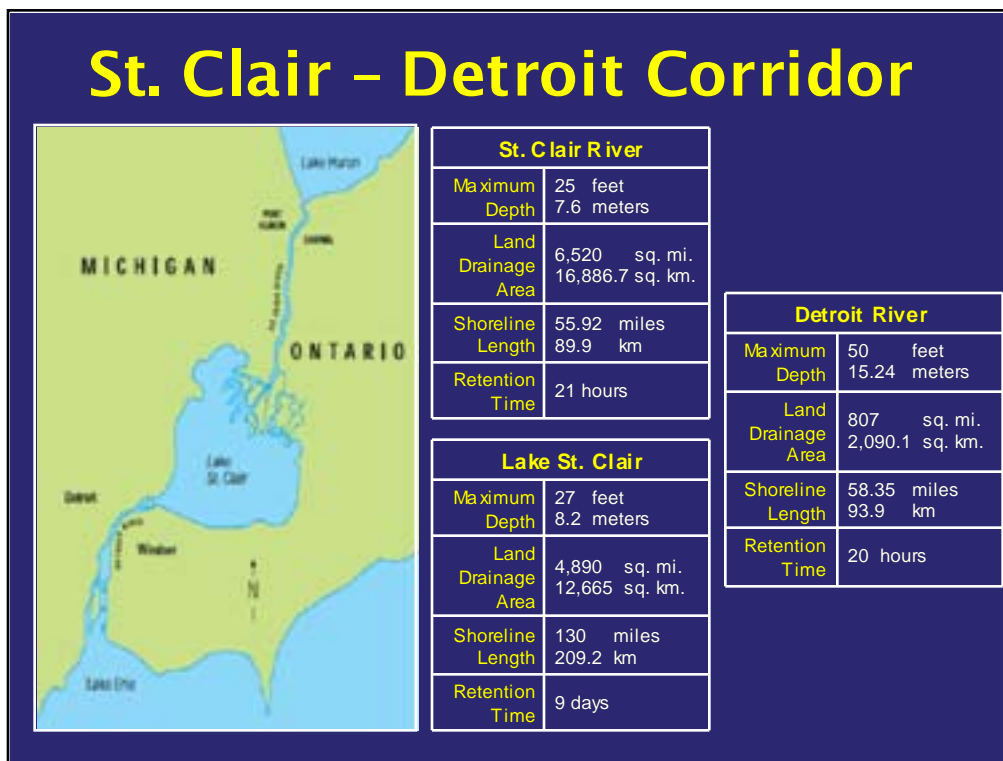 St. Clair – Detroit Corridor
Lake Huron
MICHIGAN
ONTARIO
Lake
St. Clair
Detroit
Windsor
N
Lake Erie
St. Clair River
Maximum
Depth
25 feet
7.6 meters
Land
Drainage
Area
6,520 sq. mi.
16,886.7 sq. km.
Shoreline
Length
55.92 miles
89.9 km
Retention
Time
21 hours
Lake St. Clair
Maximum
Depth
27 feet
8.2 meters
Land
Drainage
Area
4,890 sq. mi.
12,665 sq. km.
Shoreline
Length
130 miles
209.2 km
Retention
Time
9 days
Detroit River
Maximum
Depth
50 feet
15.24 meters
Land
Drainage
Area
807 sq. mi.
2,090.1 sq. km.
Shoreline
Length
58.35 miles
93.9 km
Retention
Time
20 hours